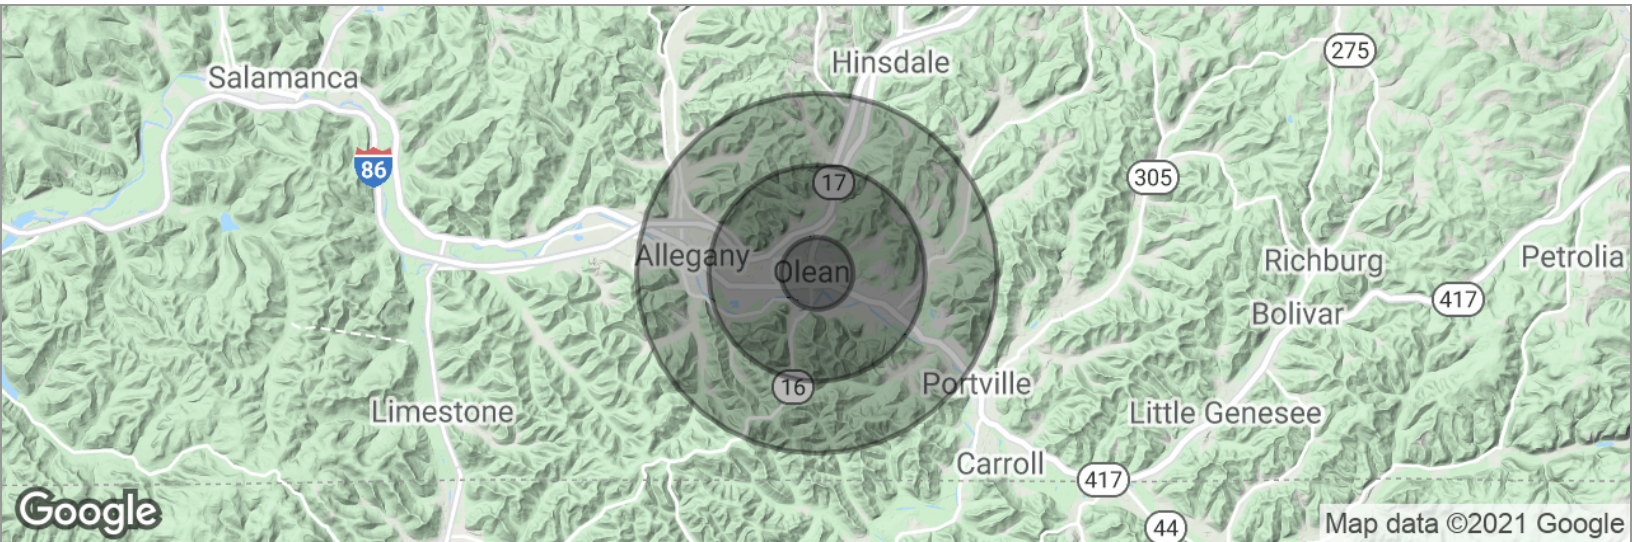 275
Hinsdale
Salamanca
86
17
305
Allegany
Olean
Richburg
Petrolia
417
Bolivar
16
Portville
Limestone
Little Genesee
Carroll
417
Google
44
Map data ©2021 Google